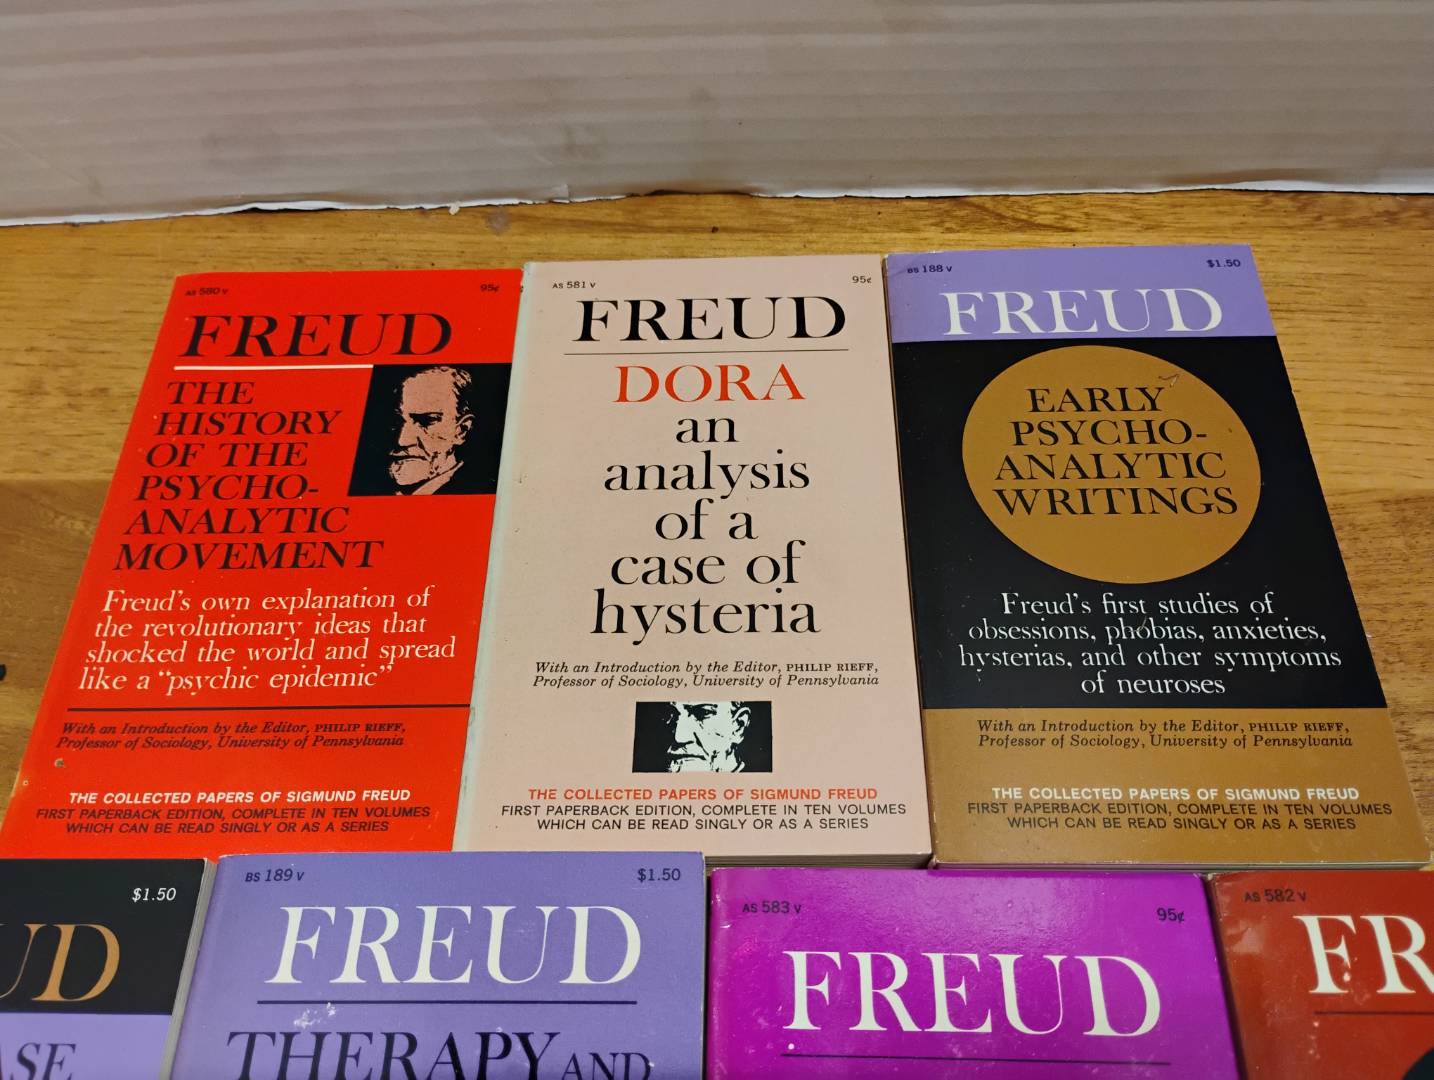 AS 580 V 95¢
FREUD
THE
HISTORY
OF THE
PSYCHO-
ANALYTIC
MOVEMENT
Freud's own explanation of
the revolutionary ideas that
shocked the world and spread
like a "psychic epidemic"
With an Introduction by the Editor, PHILIP RIEFF,
Professor of Sociology, University of Pennsylvania
THE COLLECTED PAPERS OF SIGMUND FREUD
FIRST PAPERBACK EDITION, COMPLETE IN TEN VOLUMES
WHICH CAN BE READ SINGLY OR AS A SERIES
AS 581 V 95¢
FREUD
DORA
an
analysis
of a
case of
hysteria
With an Introduction by the Editor, PHILIP RIEFF,
Professor of Sociology, University of Pennsylvania
THE COLLECTED PAPERS OF SIGMUND FREUD
FIRST PAPERBACK EDITION, COMPLETE IN TEN VOLUMES
WHICH CAN BE READ SINGLY OR AS A SERIES
BS 188 V $1.50
FREUD
EARLY
PSYCHO-
ANALYTIC
WRITINGS
Freud's first studies of
obsessions, phobias, anxieties,
hysterias, and other symptoms
of neuroses
With an Introduction by the Editor, PHILIP RIEFF,
Professor of Sociology, University of Pennsylvania
THE COLLECTED PAPERS OF SIGMUND FREUD
FIRST PAPERBACK EDITION, COMPLETE IN TEN VOLUMES
WHICH CAN BE READ SINGLY OR AS A SERIES
$1.50
UD
ASE
BS 189 V $1.50
FREUD
THERAPY AND
AS 583 V 95¢
FREUD
AS 582 V
FR